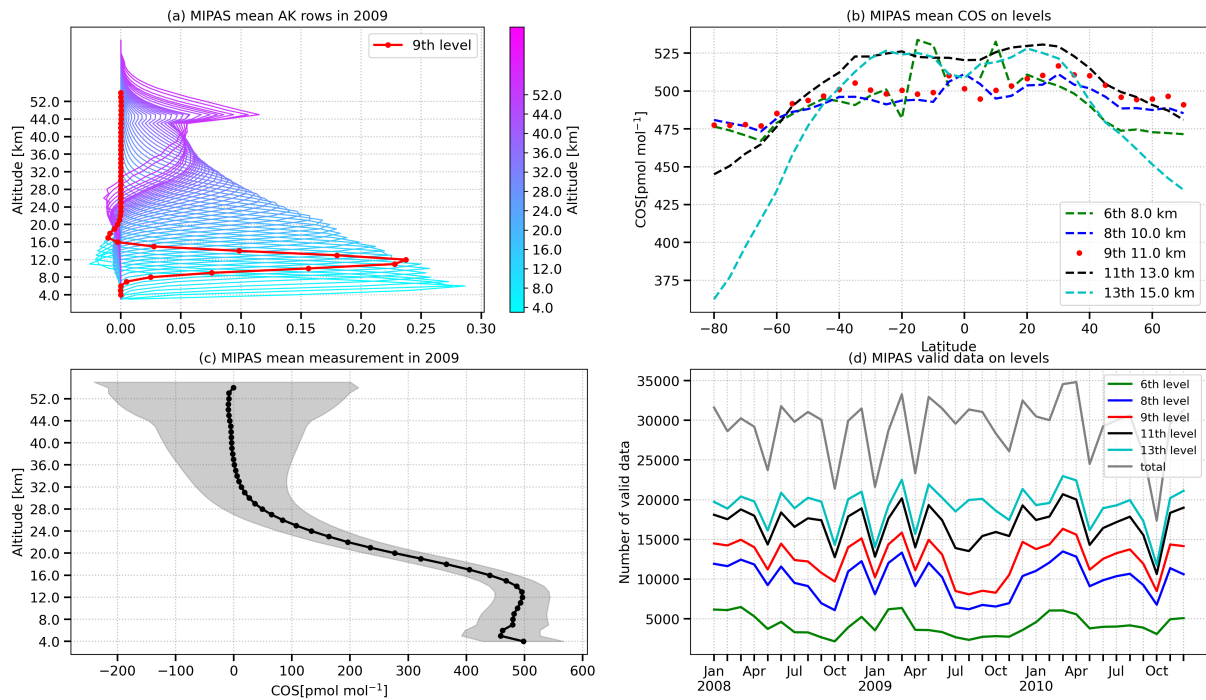 (a) MIPAS mean AK rows in 2009
9th level
Altitude [km]
52.0
44.0
36.0
32.0
28.0
24.0
20.0
16.0
12.0
8.0
4.0
0.00 0.05 0.10 0.15 0.20 0.25 0.30
52.0
44.0
40.0
36.0
32.0
28.0
24.0
20.0
16.0
12.0
8.0
4.0
Altitude [km]
(b) MIPAS mean COS on levels
COS[pmol mol⁻¹]
525
500
475
450
425
400
375
6th 8.0 km
8th 10.0 km
9th 11.0 km
11th 13.0 km
13th 15.0 km
−80 −60 −40 −20 0 20 40 60
Latitude
(c) MIPAS mean measurement in 2009
Altitude [km]
52.0
44.0
40.0
36.0
32.0
28.0
24.0
20.0
16.0
12.0
8.0
4.0
−200 −100 0 100 200 300 400 500 600
COS[pmol mol⁻¹]
(d) MIPAS valid data on levels
Number of valid data
35000
30000
25000
20000
15000
10000
5000
6th level
8th level
9th level
11th level
13th level
total
Jan Apr Jul Oct Jan Apr Jul Oct Jan Apr Jul Oct
2008 2009 2010